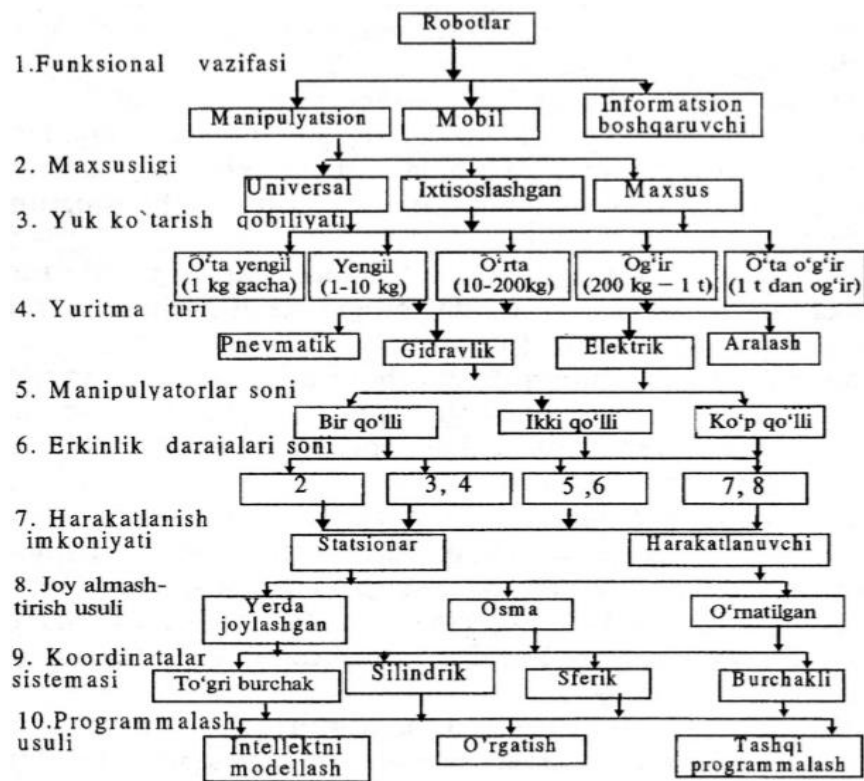 Robotlar
1.Funksional vazifasi
Manipulyatsion
Mobil
Informatsion
boshqaruvchi
2. Maxsusligi
Universal
Ixtisoslashgan
Maxsus
3. Yuk ko`tarish qobiliyati
O‘ta yengil
(1 kg gacha)
Yengil
(1-10 kg)
O‘rta
(10-200kg)
Og‘ir
(200 kg — 1 t)
O‘ta o‘g‘ir
(1 t dan og‘ir)
4. Yuritma turi
Pnevmatik
Gidravlik
Elektrik
Aralash
5. Manipulyatorlar soni
Bir qo‘lli
Ikki qo‘lli
Ko‘p qo‘lli
6. Erkinlik darajalari soni
2
3, 4
5 ,6
7, 8
7. Harakatlanish
imkoniyati
Statsionar
Harakatlanuvchi
8. Joy almash-
tirish usuli
Yerda
joylashgan
Osma
O‘rnatilgan
9. Koordinatalar
sistemasi
To‘gri burchak
Silindrik
Sferik
Burchakli
10.Programmalash
usuli
Intellektni
modellash
O‘rgatish
Tashqi
programmalash